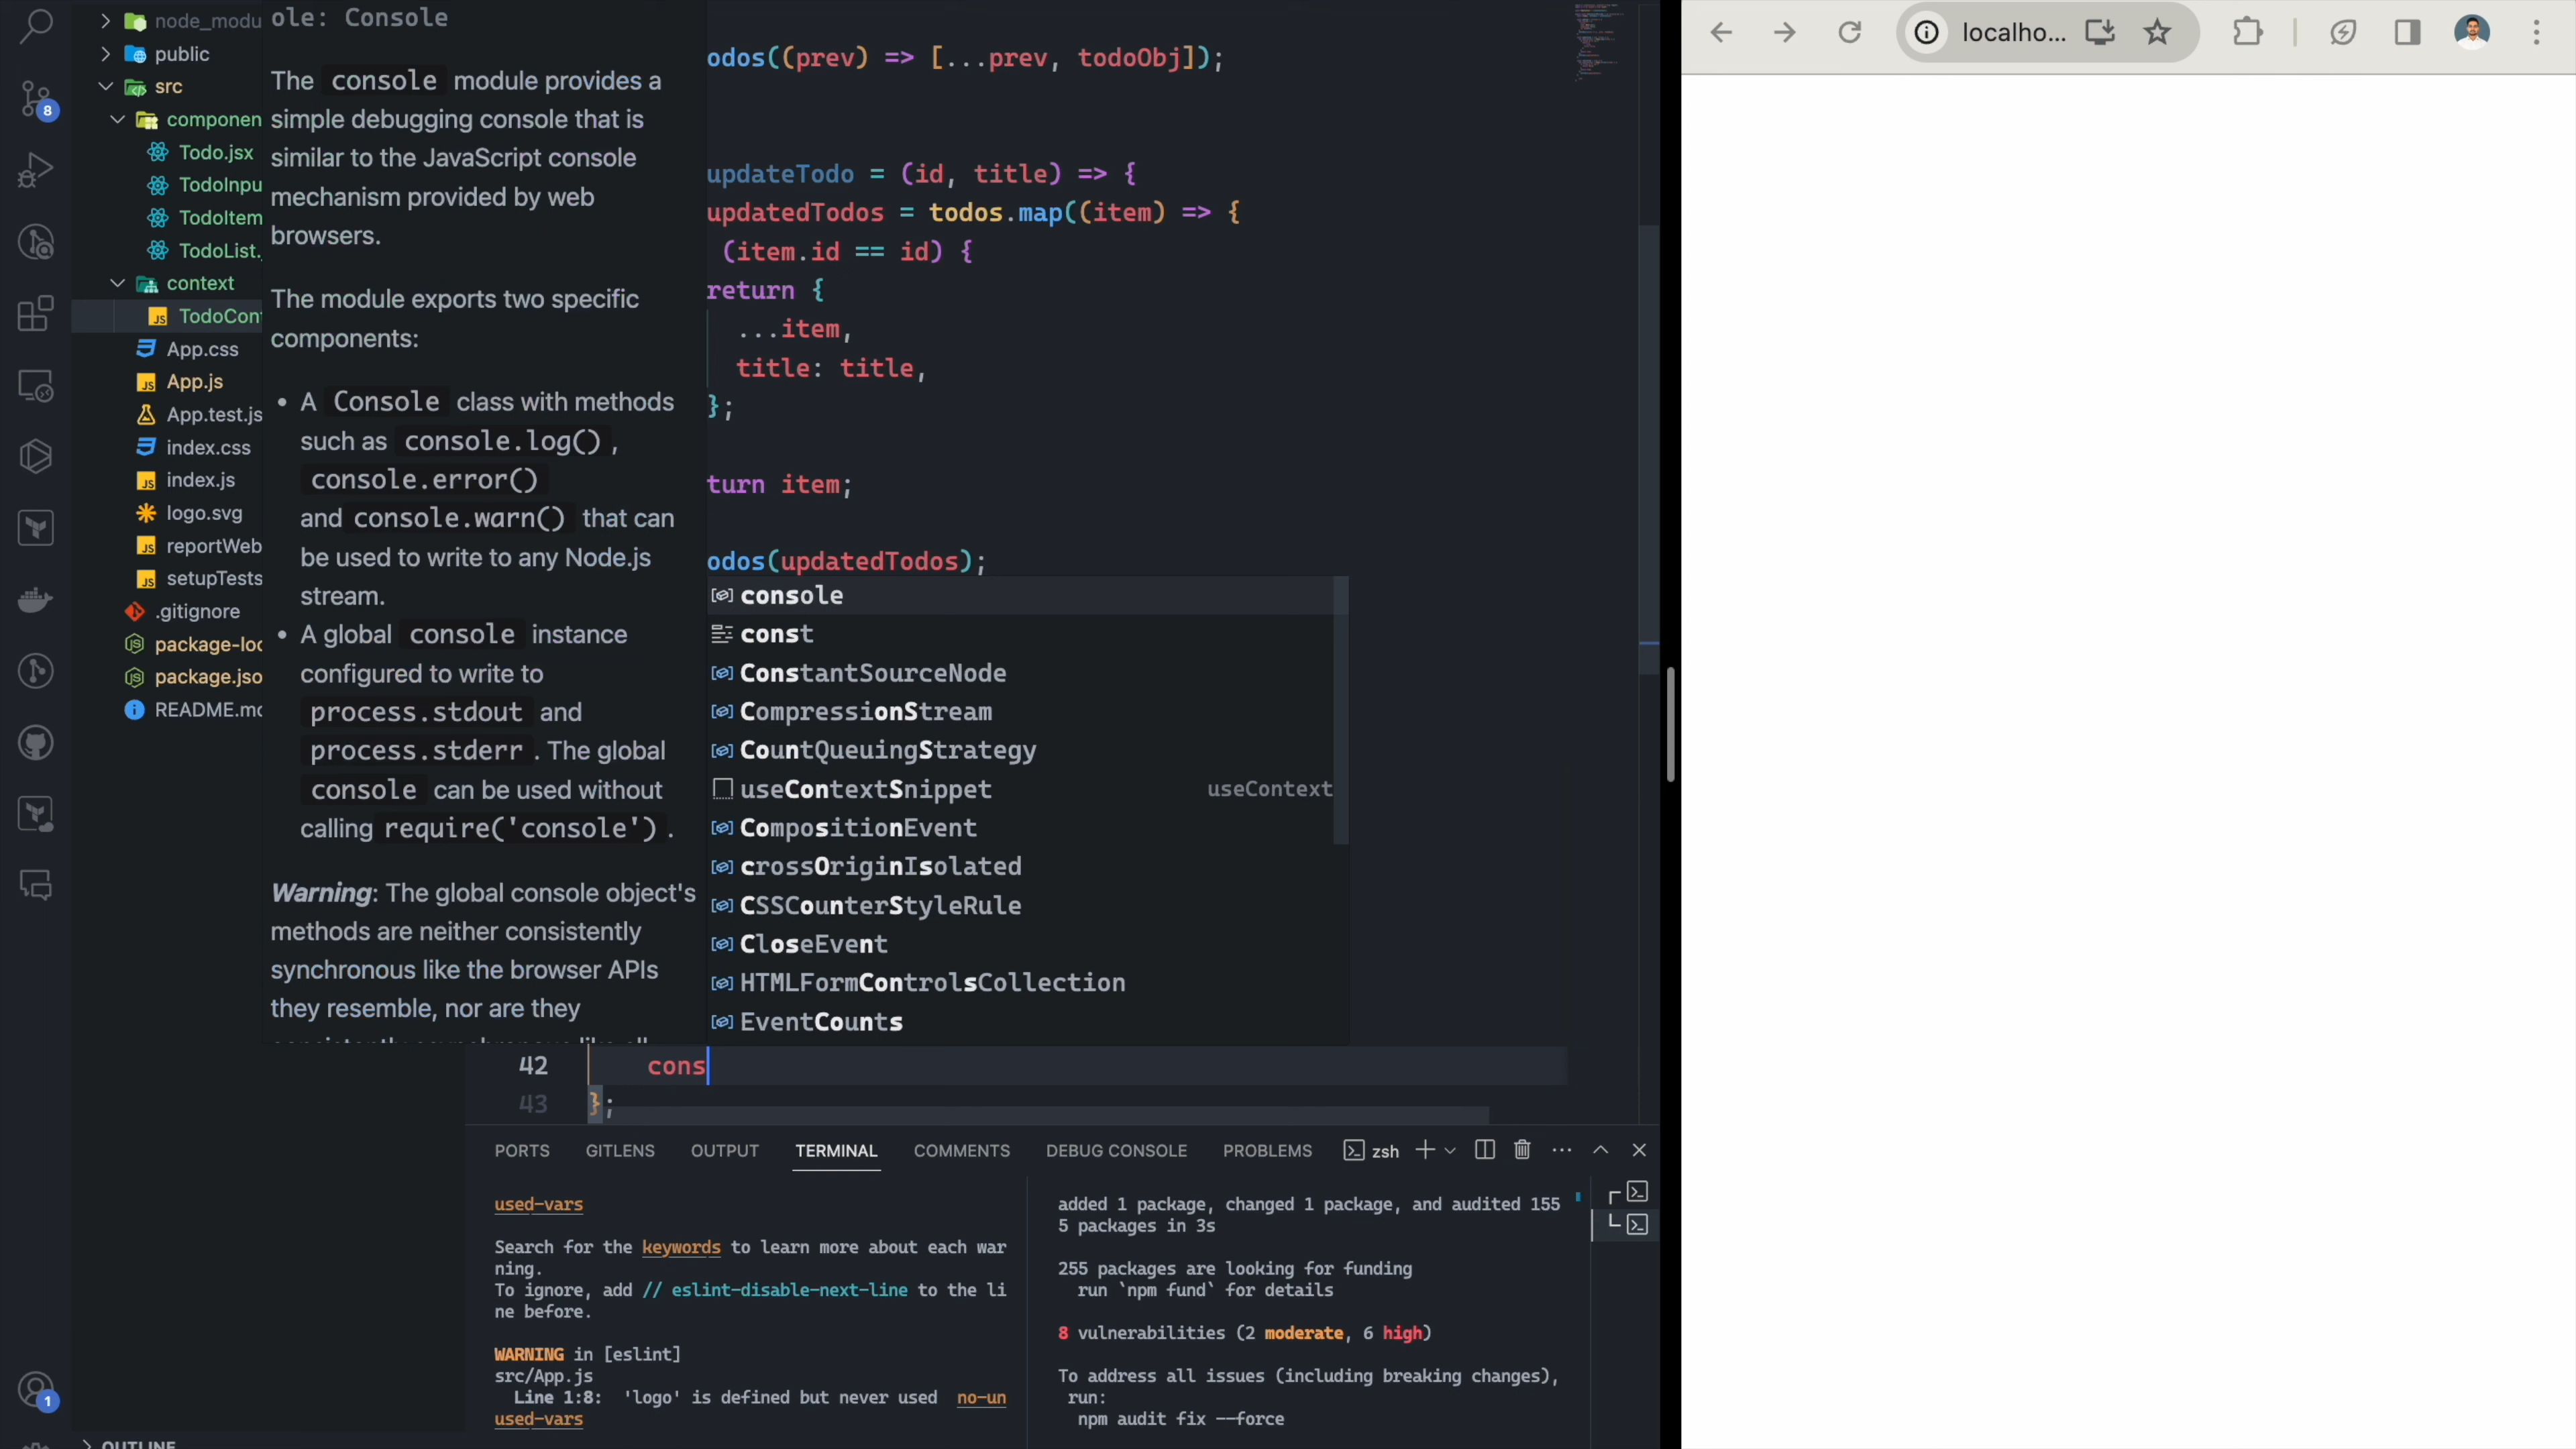 node_modu
public
src
componen
Todo.jsx
TodoInpu
TodoItem
TodoList.
context
TodoCont
App.css
App.js
App.test.js
index.css
index.js
logo.svg
reportWeb
setupTests
.gitignore
package-loc
package.jso
README.mc
OUTLINE
8
1
ole: Console
The console module provides a
simple debugging console that is
similar to the JavaScript console
mechanism provided by web
browsers.
The module exports two specific
components:
• A Console class with methods
such as console.log() ,
console.error()
and console.warn() that can
be used to write to any Node.js
stream.
• A global console instance
configured to write to
process.stdout and
process.stderr . The global
console can be used without
calling require('console') .
Warning: The global console object's
methods are neither consistently
synchronous like the browser APIs
they resemble, nor are they
odos((prev) => [...prev, todoObj]);
updateTodo = (id, title) => {
updatedTodos = todos.map((item) => {
(item.id == id) {
return {
...item,
title: title,
};
turn item;
odos(updatedTodos);
console
const
ConstantSourceNode
CompressionStream
CountQueuingStrategy
useContextSnippet useContext
CompositionEvent
crossOriginIsolated
CSSCounterStyleRule
CloseEvent
HTMLFormControlsCollection
EventCounts
42 cons
43 };
PORTS GITLENS OUTPUT TERMINAL COMMENTS DEBUG CONSOLE PROBLEMS zsh
used-vars
Search for the keywords to learn more about each war
ning.
To ignore, add // eslint-disable-next-line to the li
ne before.
WARNING in [eslint]
src/App.js
Line 1:8: 'logo' is defined but never used no-un
used-vars
added 1 package, changed 1 package, and audited 155
5 packages in 3s
255 packages are looking for funding
run `npm fund` for details
8 vulnerabilities (2 moderate, 6 high)
To address all issues (including breaking changes),
run:
npm audit fix --force
localho...